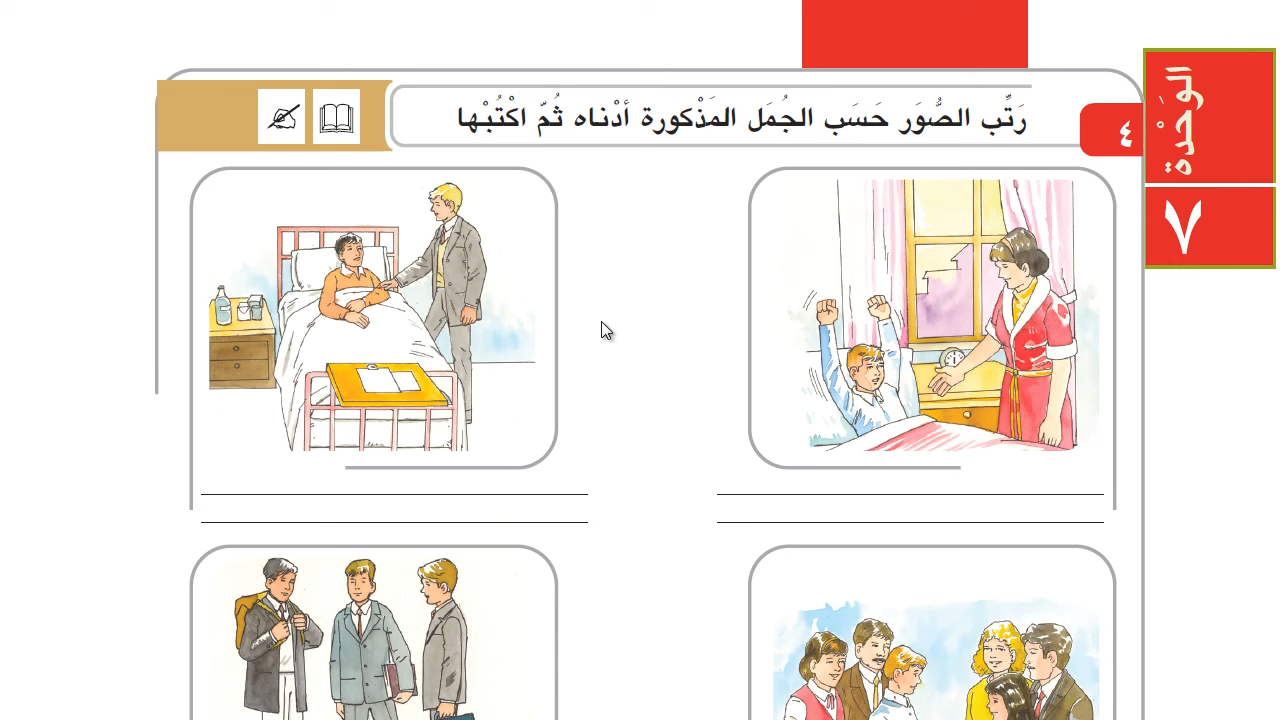 رَتِّب الصُّوَر حَسَب الجُمَل المَذْكورة أدْناه ثُمّ اكْتُبْها
٤
الوَحْدة
٧